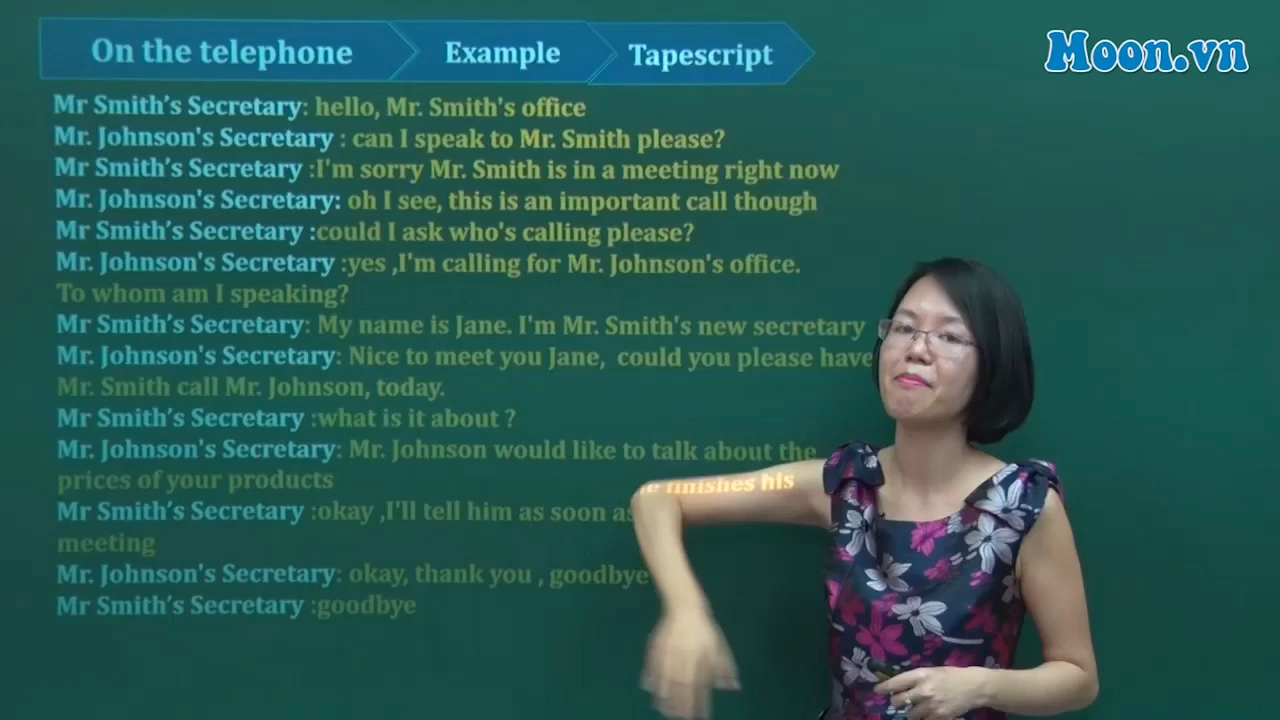 On the telephone Example Tapescript
Moon.vn
Mr Smith's Secretary: hello, Mr. Smith's office
Mr. Johnson's Secretary : can I speak to Mr. Smith please?
Mr Smith's Secretary :I'm sorry Mr. Smith is in a meeting right now
Mr. Johnson's Secretary: oh I see, this is an important call though
Mr Smith's Secretary :could I ask who's calling please?
Mr. Johnson's Secretary :yes ,I'm calling for Mr. Johnson's office.
To whom am I speaking?
Mr Smith's Secretary: My name is Jane. I'm Mr. Smith's new secretary
Mr. Johnson's Secretary: Nice to meet you Jane, could you please have
Mr. Smith call Mr. Johnson, today.
Mr Smith's Secretary :what is it about ?
Mr. Johnson's Secretary: Mr. Johnson would like to talk about the
prices of your products
Mr Smith's Secretary :okay ,I'll tell him as soon as finishes his
meeting
Mr. Johnson's Secretary: okay, thank you , goodbye
Mr Smith's Secretary :goodbye